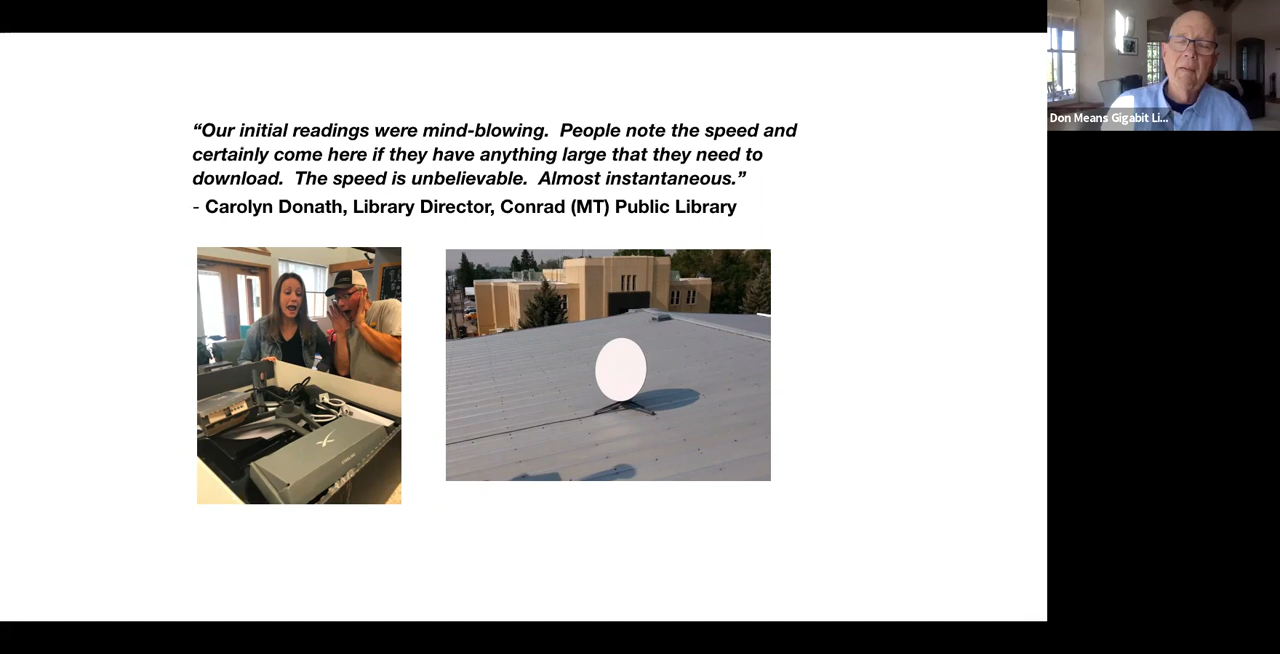 “Our initial readings were mind-blowing.  People note the speed and
certainly come here if they have anything large that they need to
download.  The speed is unbelievable.  Almost instantaneous.”
- Carolyn Donath, Library Director, Conrad (MT) Public Library
Don Means Gigabit Li...